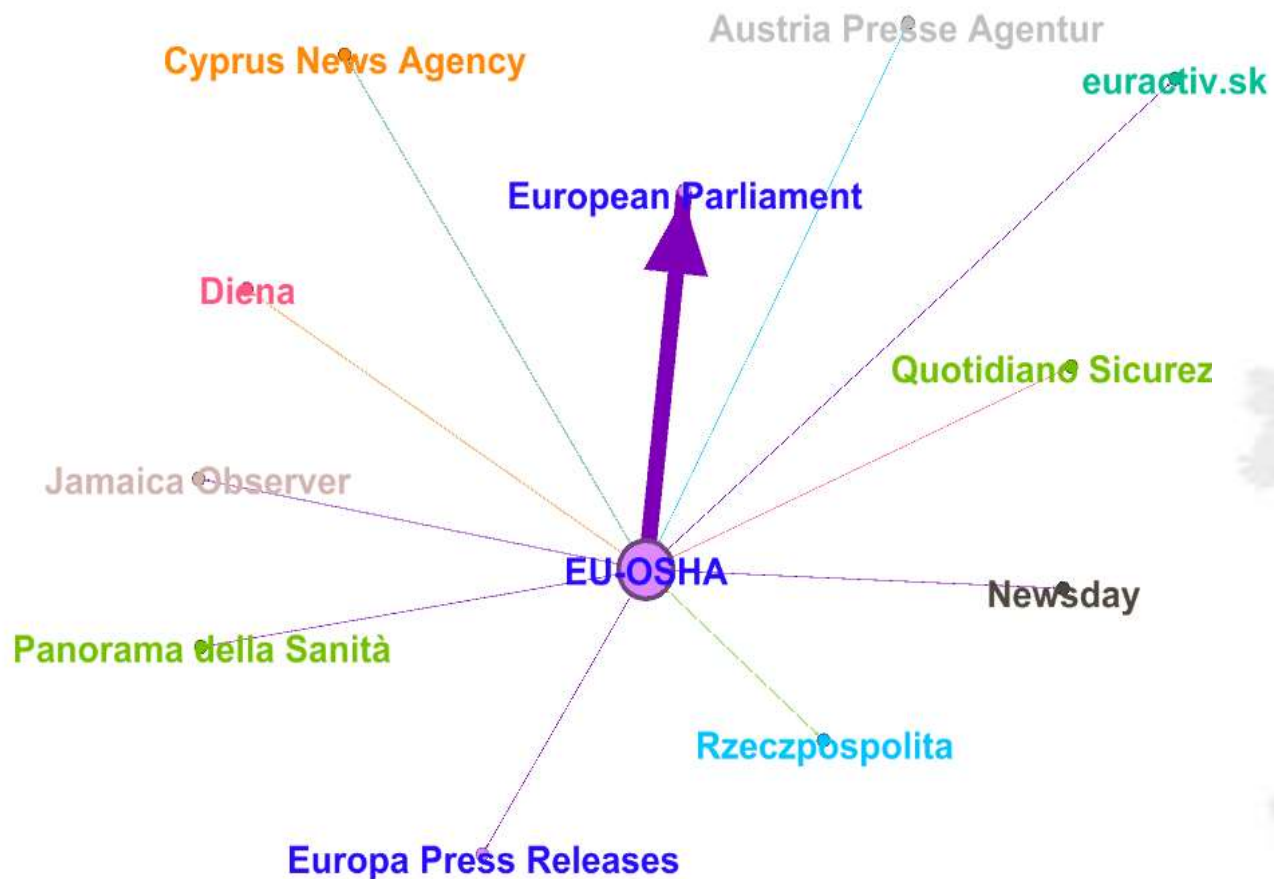 Austria Presse Agentur
Cyprus News Agency
euractiv.sk
European Parliament
Diena
Quotidiano Sicurez
Jamaica Observer
EU-OSHA
Newsday
Panorama della Sanità
Rzeczpospolita
Europa Press Releases